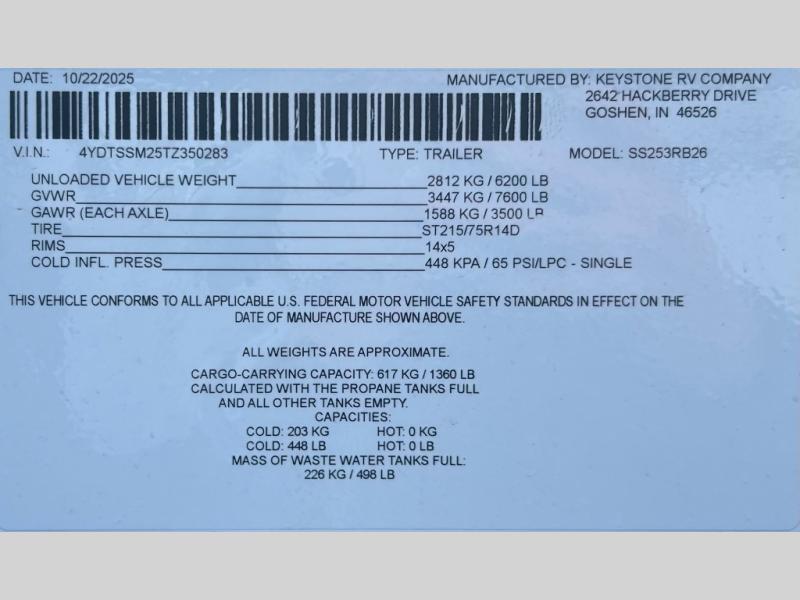 DATE: 10/22/2025
MANUFACTURED BY: KEYSTONE RV COMPANY
2642 HACKBERRY DRIVE
GOSHEN, IN 46526
V.I.N.: 4YDTSSM25TZ350283 TYPE: TRAILER MODEL: SS253RB26
UNLOADED VEHICLE WEIGHT 2812 KG / 6200 LB
GVWR 3447 KG / 7600 LB
GAWR (EACH AXLE) 1588 KG / 3500 LB
TIRE ST215/75R14D
RIMS 14x5
COLD INFL. PRESS 448 KPA / 65 PSI/LPC - SINGLE
THIS VEHICLE CONFORMS TO ALL APPLICABLE U.S. FEDERAL MOTOR VEHICLE SAFETY STANDARDS IN EFFECT ON THE
DATE OF MANUFACTURE SHOWN ABOVE.
ALL WEIGHTS ARE APPROXIMATE.
CARGO-CARRYING CAPACITY: 617 KG / 1360 LB
CALCULATED WITH THE PROPANE TANKS FULL
AND ALL OTHER TANKS EMPTY.
CAPACITIES:
COLD: 203 KG HOT: 0 KG
COLD: 448 LB HOT: 0 LB
MASS OF WASTE WATER TANKS FULL:
226 KG / 498 LB